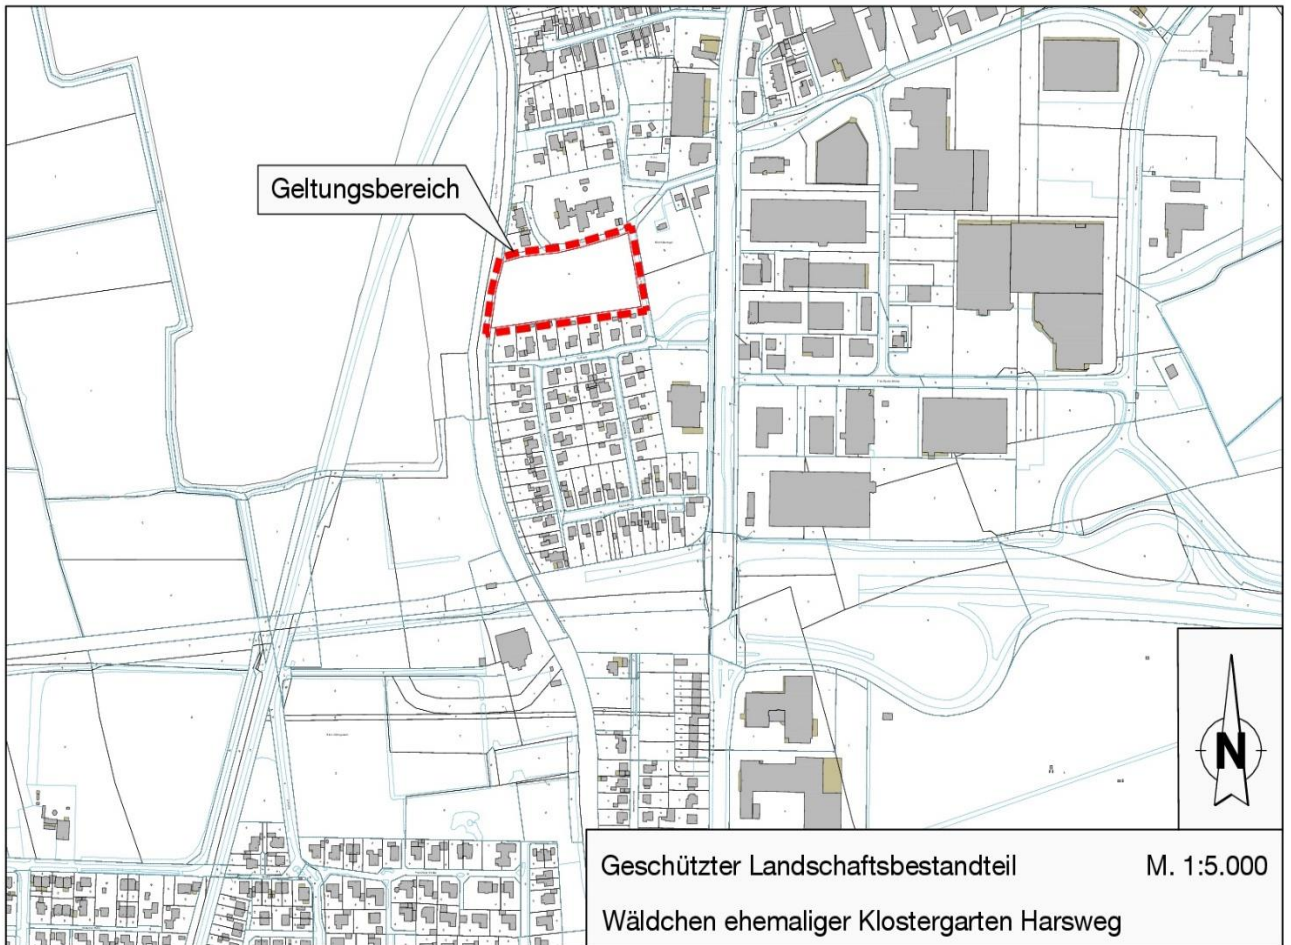 Geltungsbereich
N
Geschützter Landschaftsbestandteil M. 1:5.000
Wäldchen ehemaliger Klostergarten Harsweg